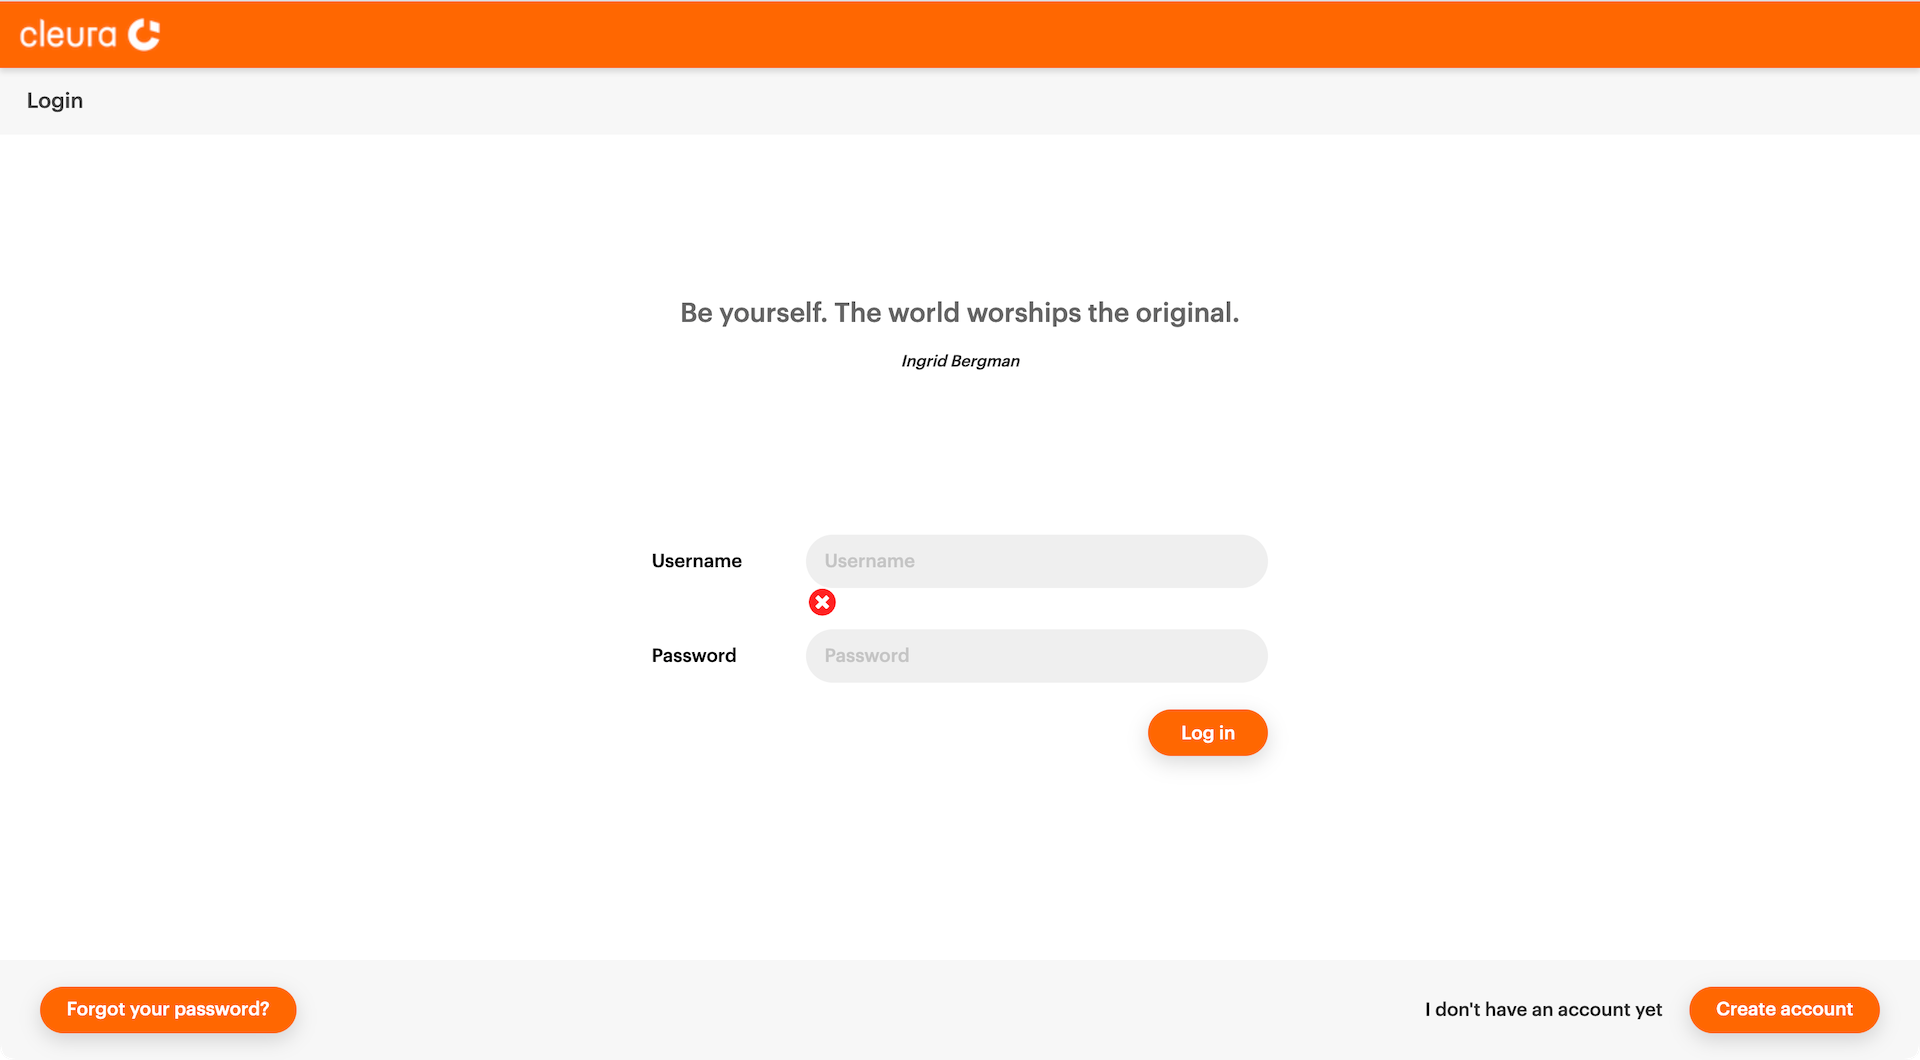 cleura
Login
Be yourself. The world worships the original.
Ingrid Bergman
Username
Username
Password
Password
Log in
Forgot your password?
I don't have an account yet
Create account